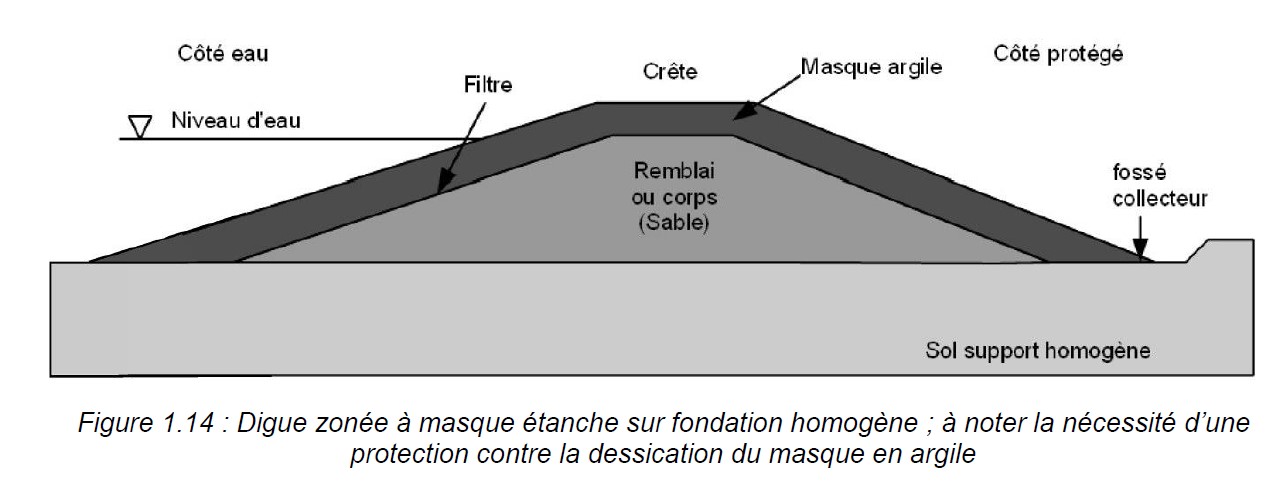 Côté eau
Côté protégé
Crête
Masque argile
Filtre
Niveau d'eau
Remblai
ou corps
(Sable)
fossé
collecteur
Sol support homogène
Figure 1.14 : Digue zonée à masque étanche sur fondation homogène ; à noter la nécessité d’une
protection contre la dessication du masque en argile